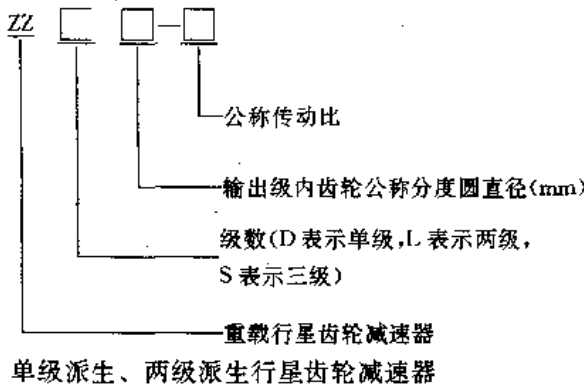 ZZ □ □—□
公称传动比
输出级内齿轮公称分度圆直径(mm)
级数(D 表示单级,L 表示两级,
S 表示三级)
重载行星齿轮减速器
单级派生、两级派生行星齿轮减速器